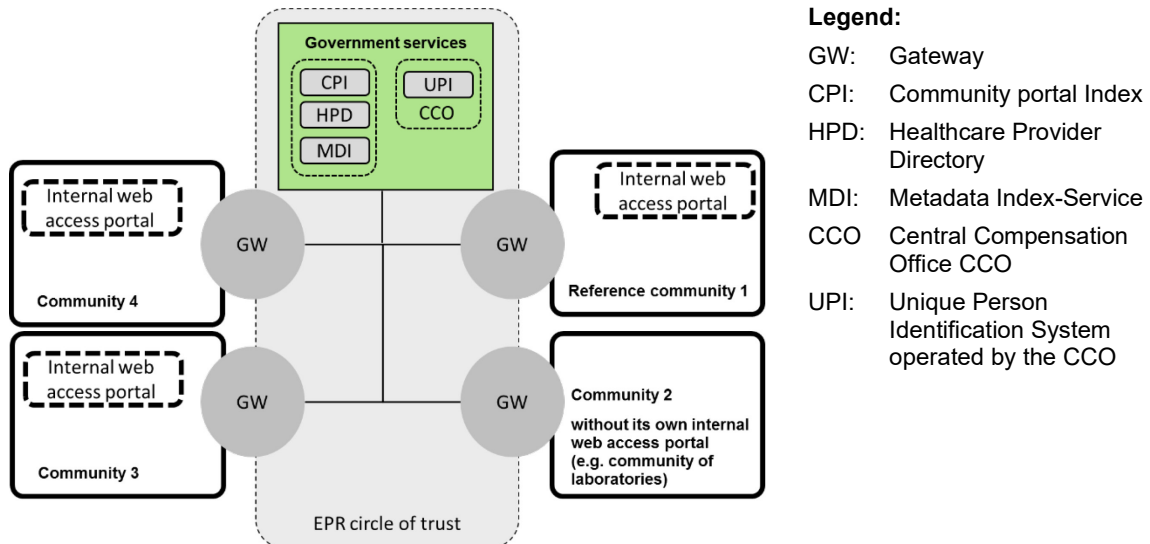 Government services
CPI
HPD
MDI
UPI
CCO
Internal web
access portal
Community 4
GW
GW
Internal web
access portal
Reference community 1
Internal web
access portal
Community 3
GW
GW
Community 2
without its own internal
web access portal
(e.g. community of
laboratories)
EPR circle of trust
Legend:
GW: Gateway
CPI: Community portal Index
HPD: Healthcare Provider
Directory
MDI: Metadata Index-Service
CCO Central Compensation
Office CCO
UPI: Unique Person
Identification System
operated by the CCO